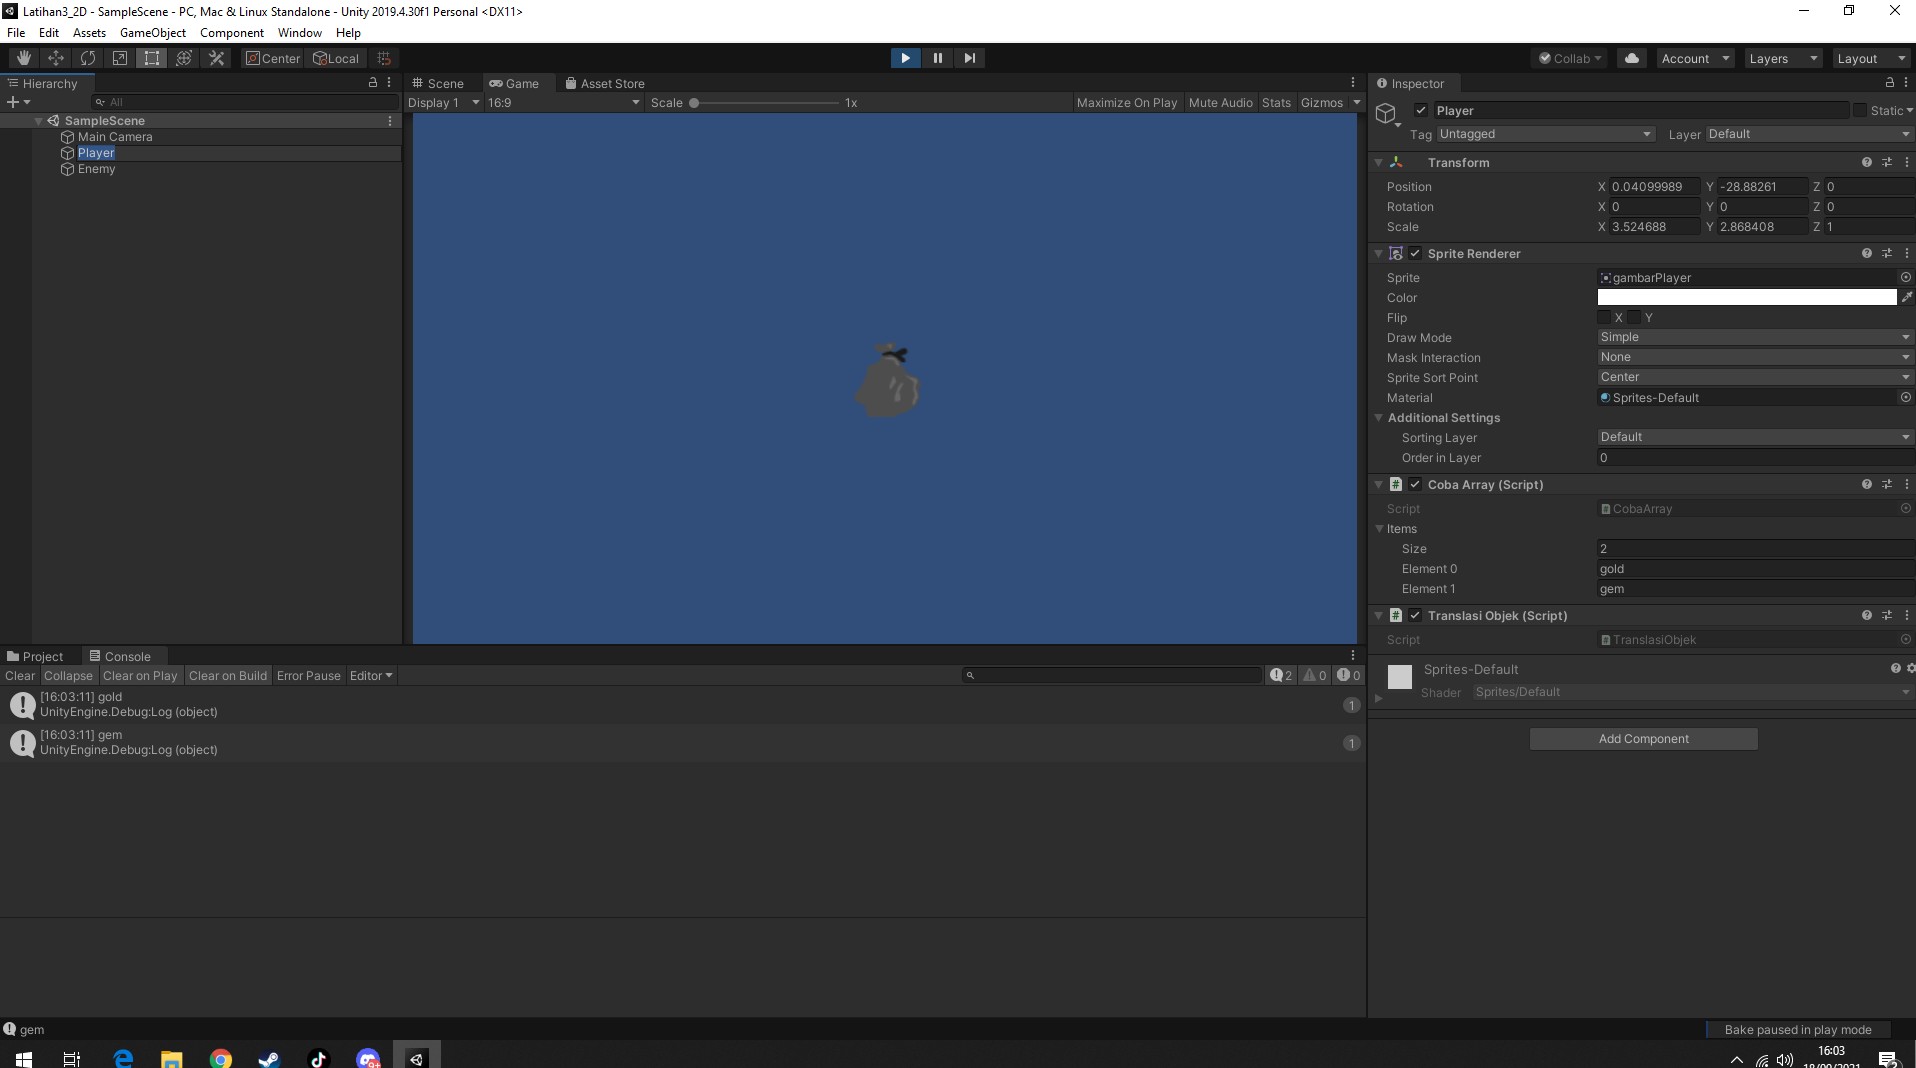 Latihan3_2D - SampleScene - PC, Mac & Linux Standalone - Unity 2019.4.30f1 Personal <DX11>
File Edit Assets GameObject Component Window Help
Center Local Collab Account Layers Layout
Hierarchy
All
SampleScene
Main Camera
Player
Enemy
Scene Game Asset Store
Display 1 16:9 Scale 1x Maximize On Play Mute Audio Stats Gizmos
Inspector
Player Static
Tag Untagged Layer Default
Transform
Position X 0.04099989 Y -28.88261 Z 0
Rotation X 0 Y 0 Z 0
Scale X 3.524688 Y 2.868408 Z 1
Sprite Renderer
Sprite gambarPlayer
Color
Flip X Y
Draw Mode Simple
Mask Interaction None
Sprite Sort Point Center
Material Sprites-Default
Additional Settings
Sorting Layer Default
Order in Layer 0
Coba Array (Script)
Script CobaArray
Items
Size 2
Element 0 gold
Element 1 gem
Translasi Objek (Script)
Script TranslasiObjek
Sprites-Default
Shader Sprites/Default
Add Component
Project Console
Clear Collapse Clear on Play Clear on Build Error Pause Editor 2 0 0
[16:03:11] gold
UnityEngine.Debug:Log (object)
1
[16:03:11] gem
UnityEngine.Debug:Log (object)
1
gem
Bake paused in play mode
16:03